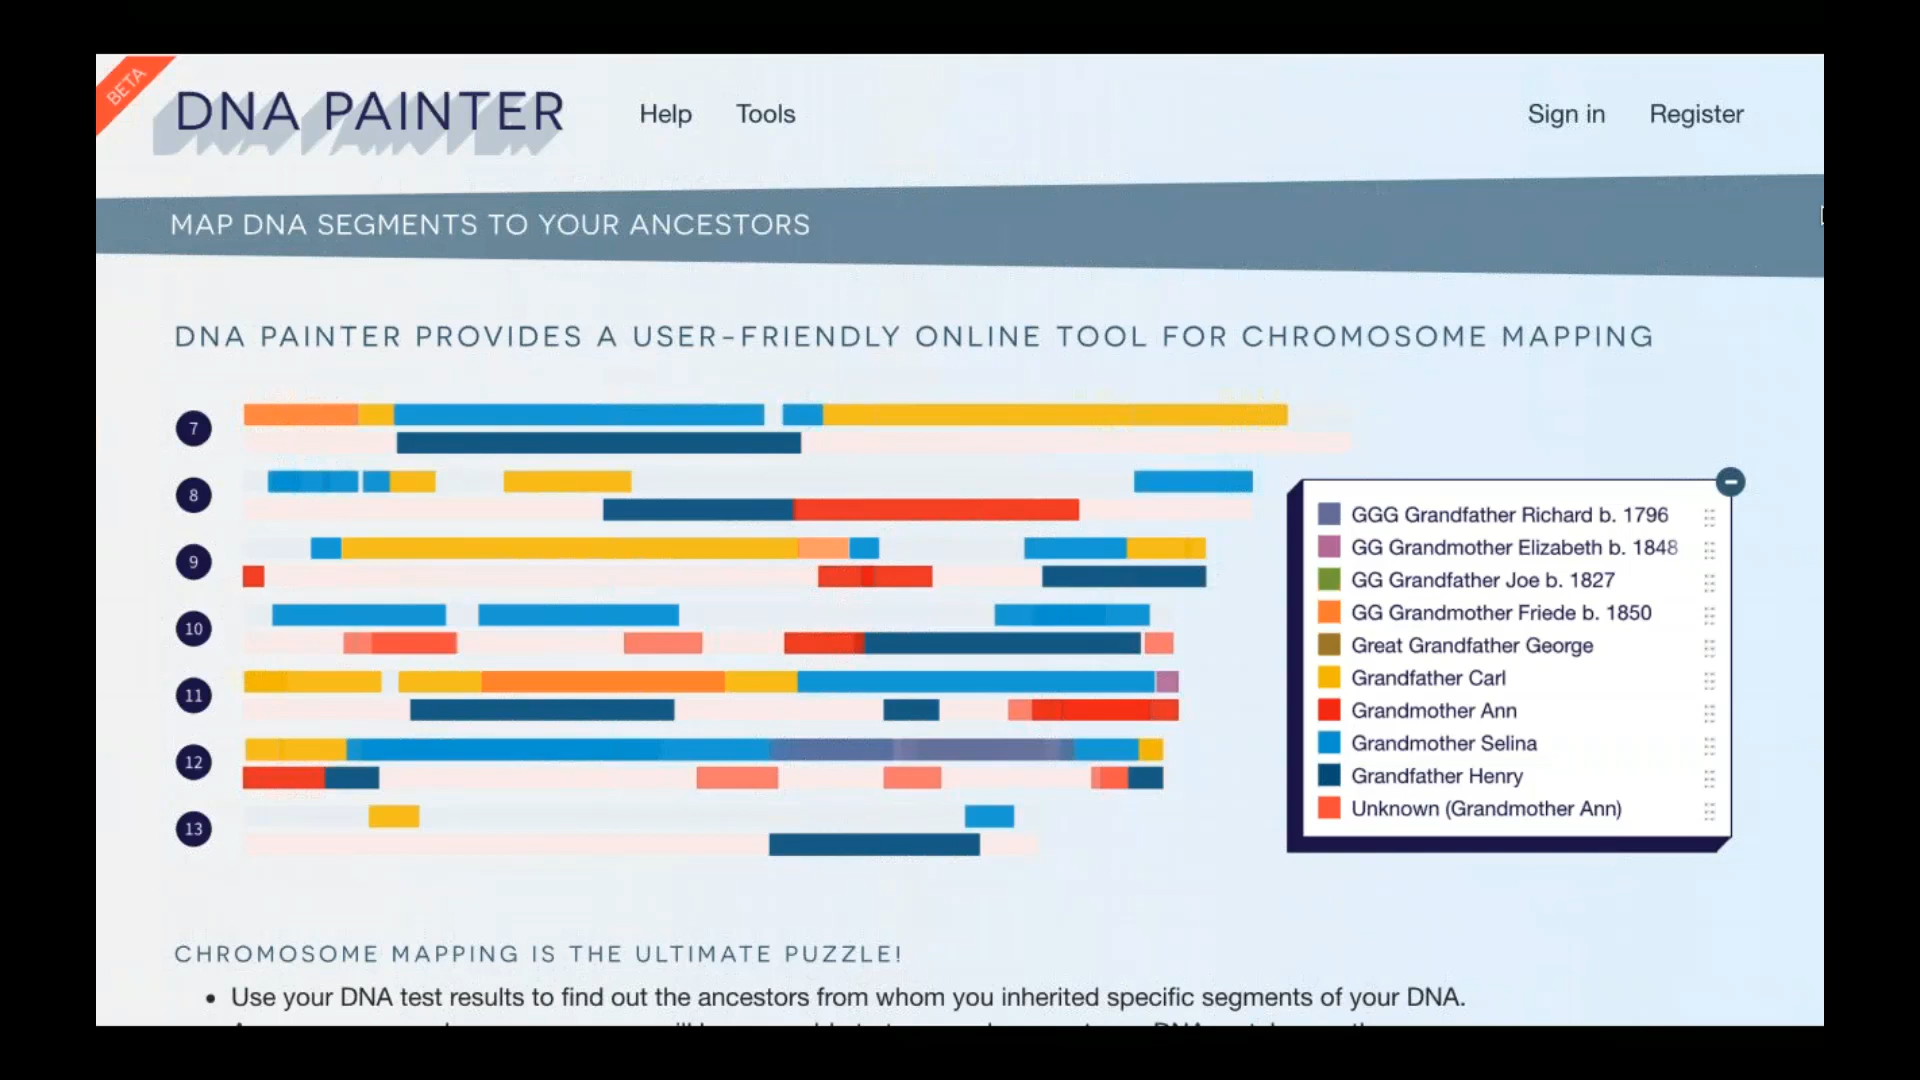 BETA
DNA PAINTER
Help
Tools
Sign in
Register
MAP DNA SEGMENTS TO YOUR ANCESTORS
DNA PAINTER PROVIDES A USER-FRIENDLY ONLINE TOOL FOR CHROMOSOME MAPPING
7
8
9
10
11
12
13
GGG Grandfather Richard b. 1796
GG Grandmother Elizabeth b. 1848
GG Grandfather Joe b. 1827
GG Grandmother Friede b. 1850
Great Grandfather George
Grandfather Carl
Grandmother Ann
Grandmother Selina
Grandfather Henry
Unknown (Grandmother Ann)
CHROMOSOME MAPPING IS THE ULTIMATE PUZZLE!
• Use your DNA test results to find out the ancestors from whom you inherited specific segments of your DNA.